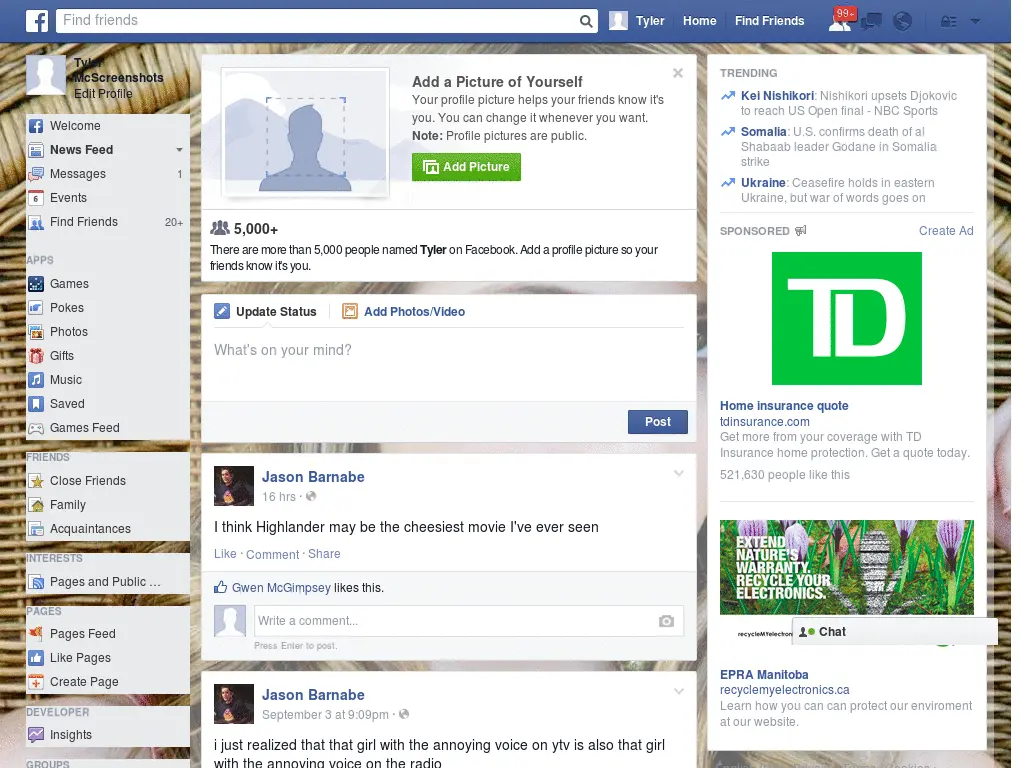 Find friends
Tyler
Home
Find Friends
99+
Tyler
McScreenshots
Edit Profile
Welcome
News Feed
Messages 1
Events
Find Friends 20+
APPS
Games
Pokes
Photos
Gifts
Music
Saved
Games Feed
FRIENDS
Close Friends
Family
Acquaintances
INTERESTS
Pages and Public ...
PAGES
Pages Feed
Like Pages
Create Page
DEVELOPER
Insights
GROUPS
Add a Picture of Yourself
Your profile picture helps your friends know it's
you. You can change it whenever you want.
Note: Profile pictures are public.
Add Picture
5,000+
There are more than 5,000 people named Tyler on Facebook. Add a profile picture so your
friends know it's you.
Update Status
Add Photos/Video
What's on your mind?
Post
Jason Barnabe
16 hrs ·
I think Highlander may be the cheesiest movie I've ever seen
Like · Comment · Share
Gwen McGimpsey likes this.
Write a comment...
Press Enter to post.
Jason Barnabe
September 3 at 9:09pm ·
i just realized that that girl with the annoying voice on ytv is also that girl
with the annoying voice on the radio
TRENDING
Kei Nishikori: Nishikori upsets Djokovic
to reach US Open final - NBC Sports
Somalia: U.S. confirms death of al
Shabaab leader Godane in Somalia
strike
Ukraine: Ceasefire holds in eastern
Ukraine, but war of words goes on
SPONSORED
Create Ad
TD
Home insurance quote
tdinsurance.com
Get more from your coverage with TD
Insurance home protection. Get a quote today.
521,630 people like this
EXTEND
NATURE'S
WARRANTY.
RECYCLE YOUR
ELECTRONICS.
Chat
EPRA Manitoba
recyclemyelectronics.ca
Learn how you can can protect our enviroment
at our website.